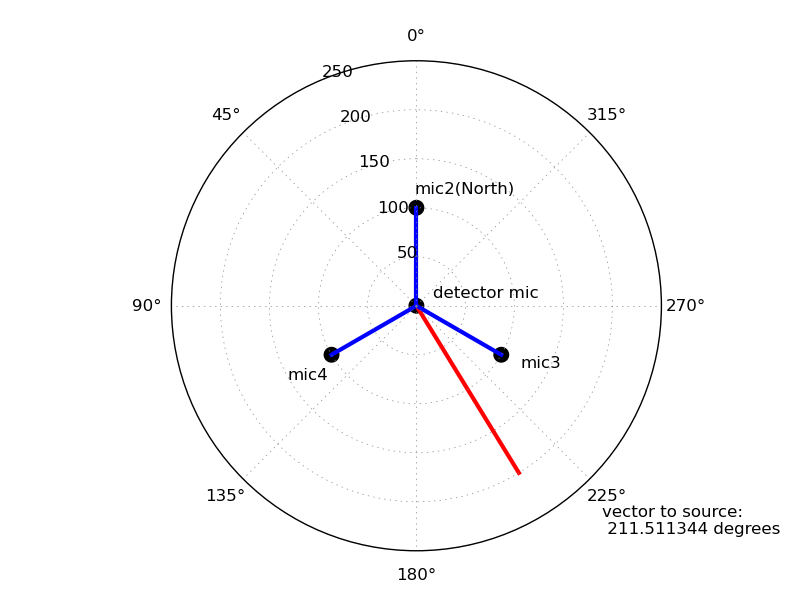 0°
250
45°
315°
200
150
mic2(North)
100
50
detector mic
90°
270°
mic3
mic4
135°
225°
vector to source:
211.511344 degrees
180°